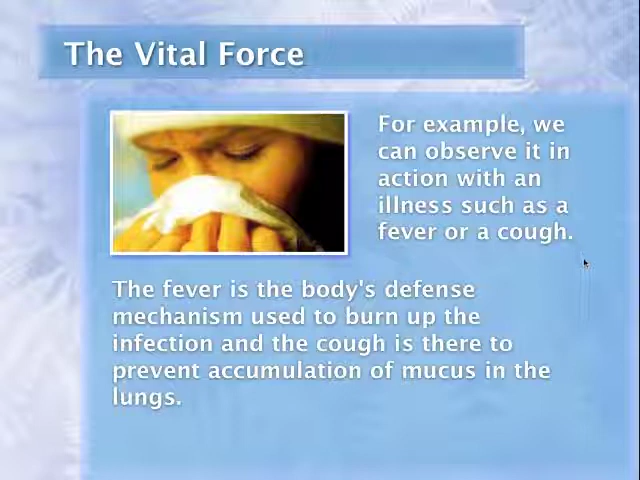 The Vital Force
For example, we
can observe it in
action with an
illness such as a
fever or a cough.
The fever is the body's defense
mechanism used to burn up the
infection and the cough is there to
prevent accumulation of mucus in the
lungs.